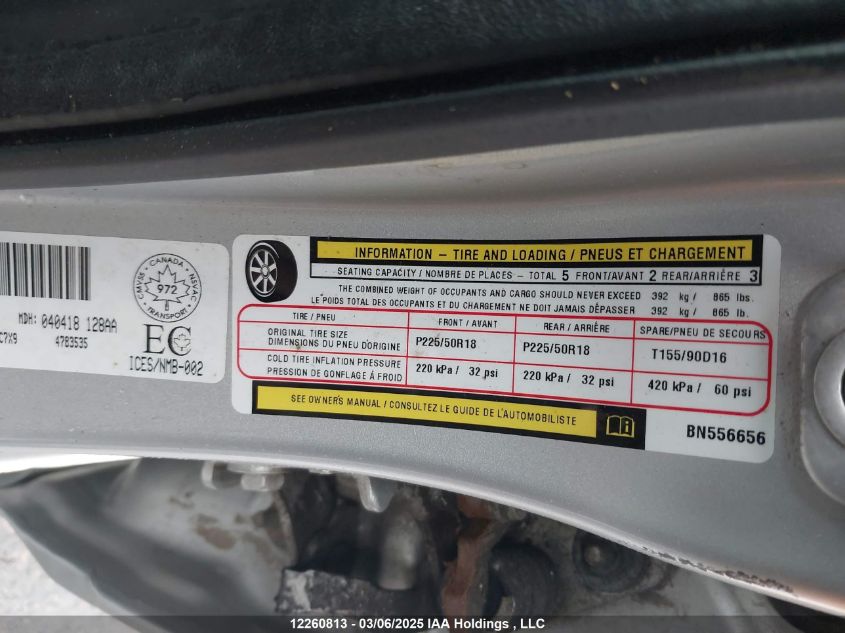 INFORMATION – TIRE AND LOADING / PNEUS ET CHARGEMENT
SEATING CAPACITY / NOMBRE DE PLACES – TOTAL 5 FRONT/AVANT 2 REAR/ARRIÈRE 3
THE COMBINED WEIGHT OF OCCUPANTS AND CARGO SHOULD NEVER EXCEED 392 kg / 865 lbs.
LE POIDS TOTAL DES OCCUPANTS ET DU CHARGEMENT NE DOIT JAMAIS DÉPASSER 392 kg / 865 lbs.
TIRE / PNEU FRONT / AVANT REAR / ARRIÈRE SPARE/PNEU DE SECOURS
ORIGINAL TIRE SIZE
DIMENSIONS DU PNEU D'ORIGINE P225/50R18 P225/50R18 T155/90D16
COLD TIRE INFLATION PRESSURE
PRESSION DE GONFLAGE À FROID 220 kPa / 32 psi 220 kPa / 32 psi 420 kPa / 60 psi
SEE OWNERS MANUAL / CONSULTEZ LE GUIDE DE L'AUTOMOBILISTE
BN556656
CANADA
CMVSS NSVAC
972
TRANSPORT
MDH: 040418 128AA
C7X9 4783535
EC
ICES/NMB-002
12260813 - 03/06/2025 IAA Holdings , LLC